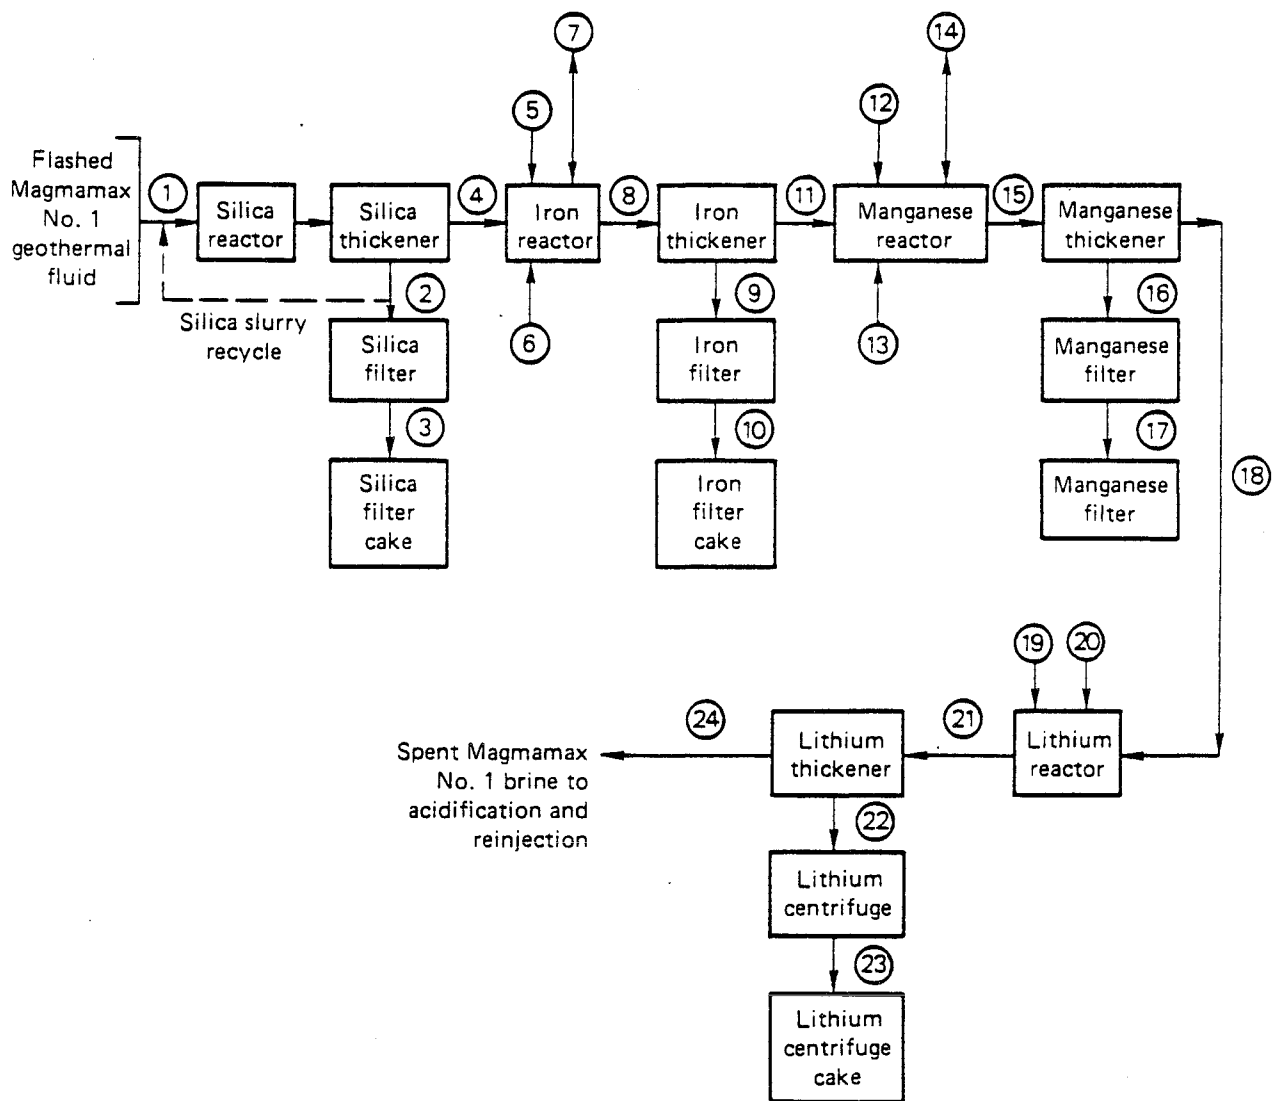 7
14
5
12
Flashed
Magmamax
No. 1
geothermal
fluid
1
Silica
reactor
Silica
thickener
4
Iron
reactor
8
Iron
thickener
11
Manganese
reactor
15
Manganese
thickener
Silica slurry
recycle
2
6
9
13
16
Silica
filter
Iron
filter
Manganese
filter
3
10
17
18
Silica
filter
cake
Iron
filter
cake
Manganese
filter
19
20
Spent Magmamax
No. 1 brine to
acidification and
reinjection
24
Lithium
thickener
21
Lithium
reactor
22
Lithium
centrifuge
23
Lithium
centrifuge
cake